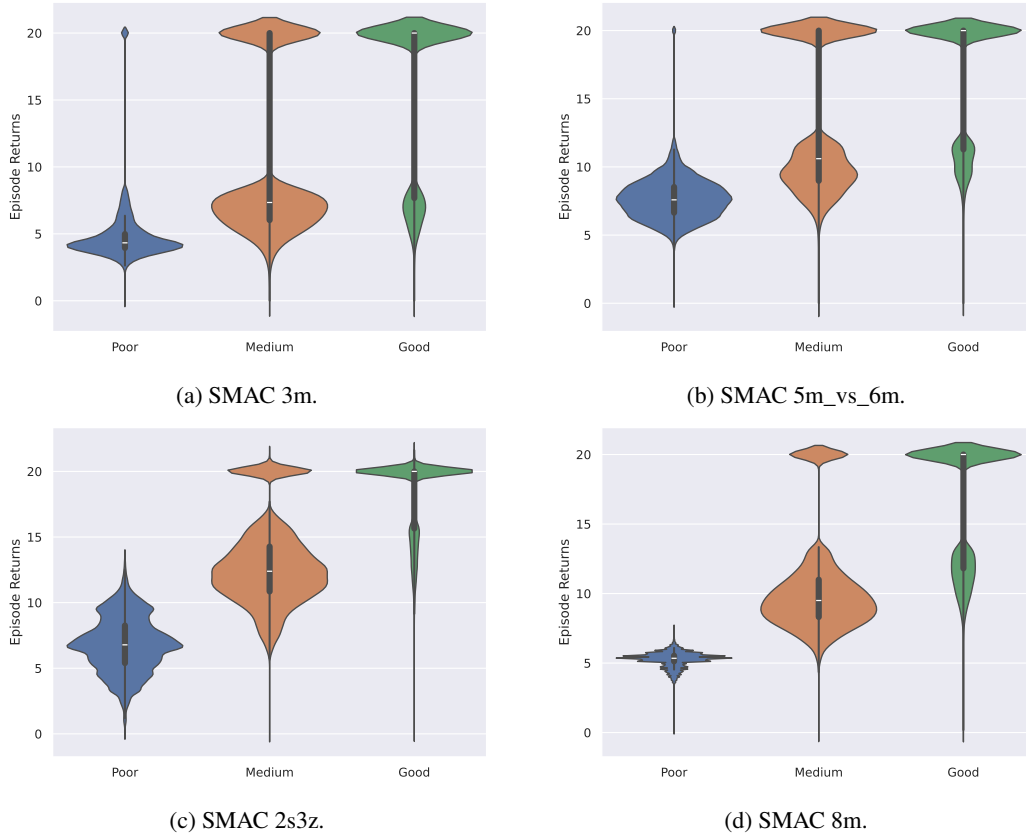 20
15
10
5
0
Episode Returns
Poor Medium Good
(a) SMAC 3m.
20
15
10
5
0
Episode Returns
Poor Medium Good
(b) SMAC 5m_vs_6m.
20
15
10
5
0
Episode Returns
Poor Medium Good
(c) SMAC 2s3z.
20
15
10
5
0
Episode Returns
Poor Medium Good
(d) SMAC 8m.